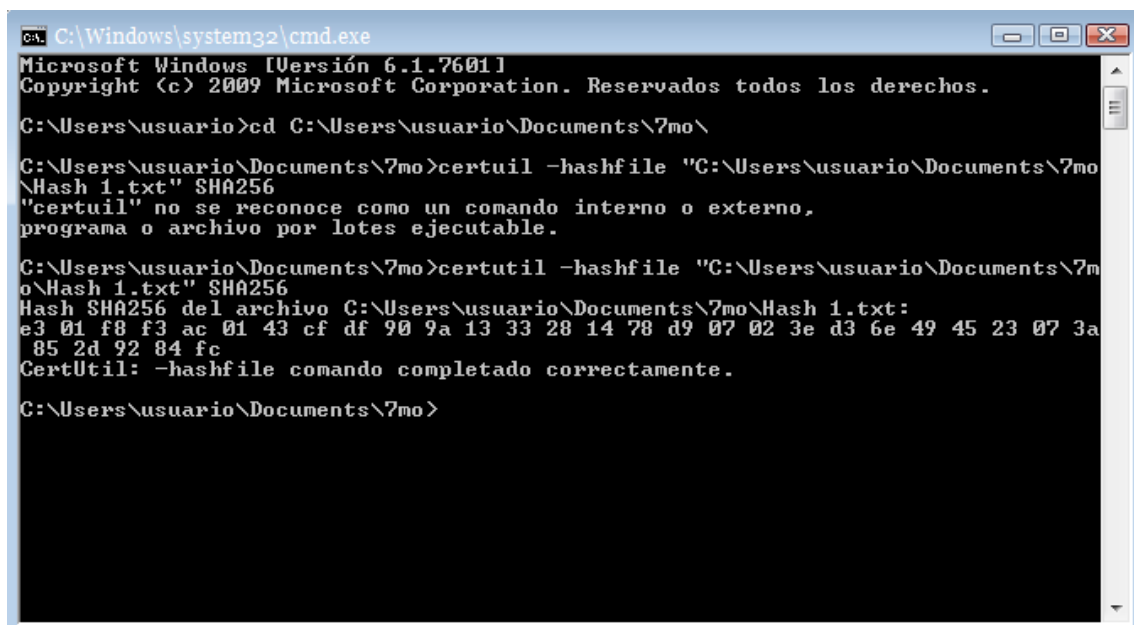 C:\Windows\system32\cmd.exe
Microsoft Windows [Versión 6.1.7601]
Copyright (c) 2009 Microsoft Corporation. Reservados todos los derechos.
C:\Users\usuario>cd C:\Users\usuario\Documents\7mo\
C:\Users\usuario\Documents\7mo>certuil -hashfile "C:\Users\usuario\Documents\7mo
\Hash 1.txt" SHA256
"certuil" no se reconoce como un comando interno o externo,
programa o archivo por lotes ejecutable.
C:\Users\usuario\Documents\7mo>certutil -hashfile "C:\Users\usuario\Documents\7m
o\Hash 1.txt" SHA256
Hash SHA256 del archivo C:\Users\usuario\Documents\7mo\Hash 1.txt:
e3 01 f8 f3 ac 01 43 cf df 90 9a 13 33 28 14 78 d9 07 02 3e d3 6e 49 45 23 07 3a
85 2d 92 84 fc
CertUtil: -hashfile comando completado correctamente.
C:\Users\usuario\Documents\7mo>